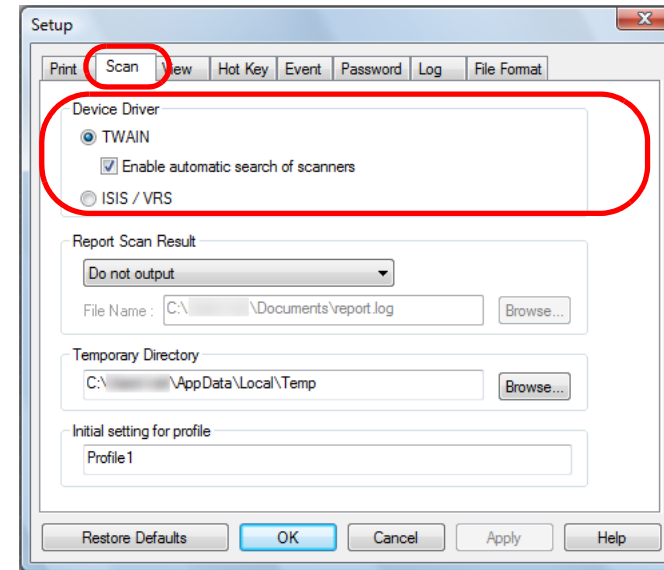 Setup
Print Scan View Hot Key Event Password Log File Format
Device Driver
TWAIN
Enable automatic search of scanners
ISIS / VRS
Report Scan Result
Do not output
File Name : C:\ \Documents\report.log Browse...
Temporary Directory
C:\ \AppData\Local\Temp Browse...
Initial setting for profile
Profile1
Restore Defaults OK Cancel Apply Help